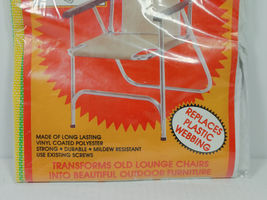 MADE OF LONG LASTING
VINYL COATED POLYESTER
STRONG • DURABLE • MILDEW RESISTANT
USE EXISTING SCREWS
REPLACES
PLASTIC
WEBBING
TRANSFORMS OLD LOUNGE CHAIRS
INTO BEAUTIFUL OUTDOOR FURNITURE